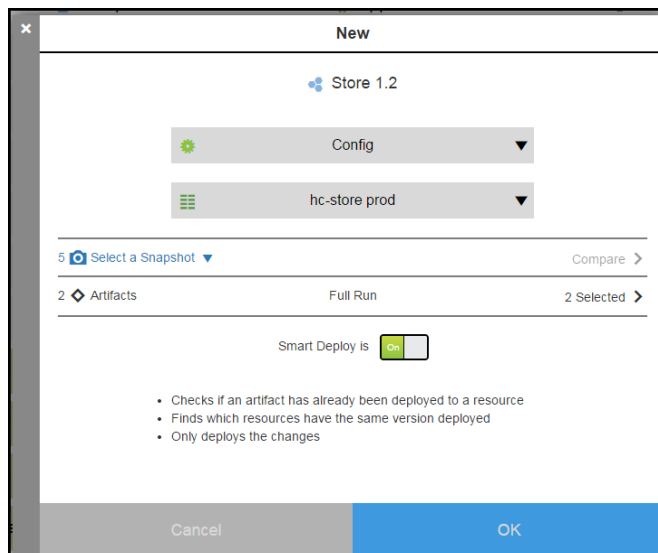 New
Store 1.2
Config
hc-store prod
5 Select a Snapshot Compare
2 Artifacts Full Run 2 Selected
Smart Deploy is On
Checks if an artifact has already been deployed to a resource
Finds which resources have the same version deployed
Only deploys the changes
Cancel OK